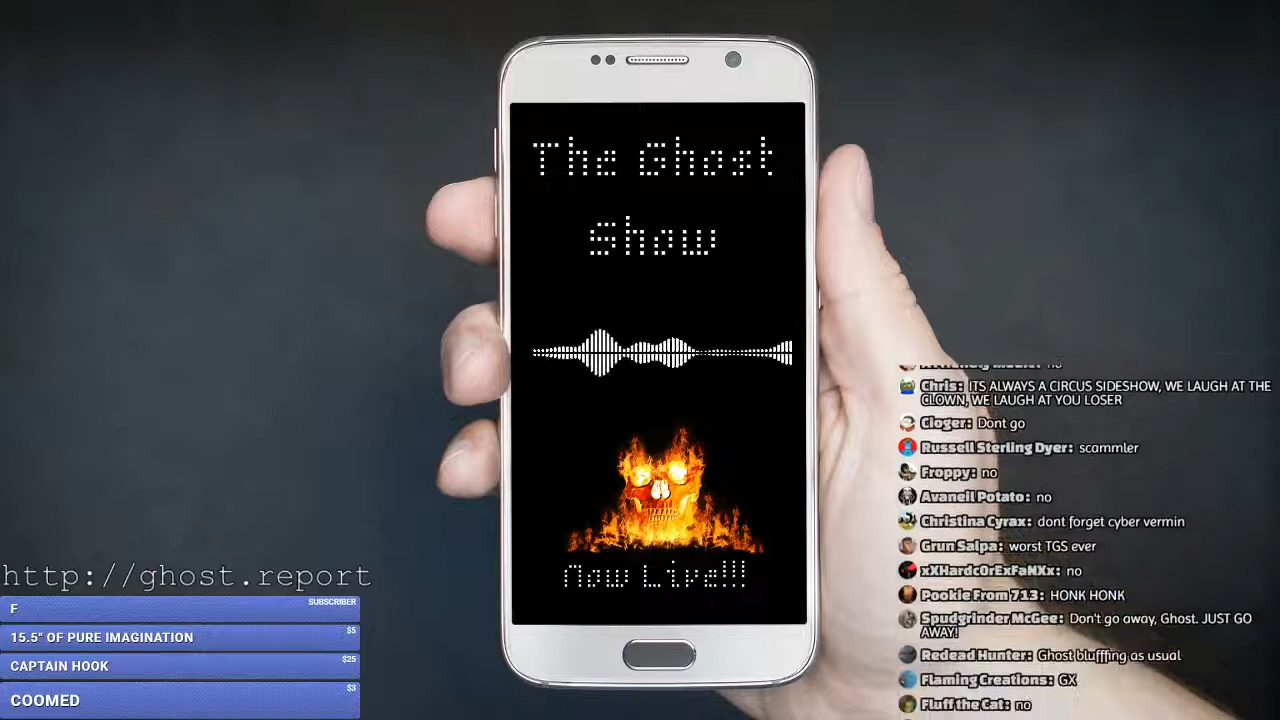 The Ghost
Show
Now Live!!!
http://ghost.report
F
SUBSCRIBER
15.5" OF PURE IMAGINATION
$5
CAPTAIN HOOK
$25
COOMED
$3
no
Chris: ITS ALWAYS A CIRCUS SIDESHOW, WE LAUGH AT THE
CLOWN, WE LAUGH AT YOU LOSER
Cloger: Dont go
Russell Sterling Dyer: scammler
Froppy: no
Avaneil Potato: no
Christina Cyrax: dont forget cyber vermin
Grun Salpa: worst TGS ever
xXHardc0rExFaNXx: no
Pookie From 713: HONK HONK
Spudgrinder McGee: Don't go away, Ghost. JUST GO
AWAY!
Redead Hunter: Ghost blufffing as usual
Flaming Creations: GX
Fluff the Cat: no